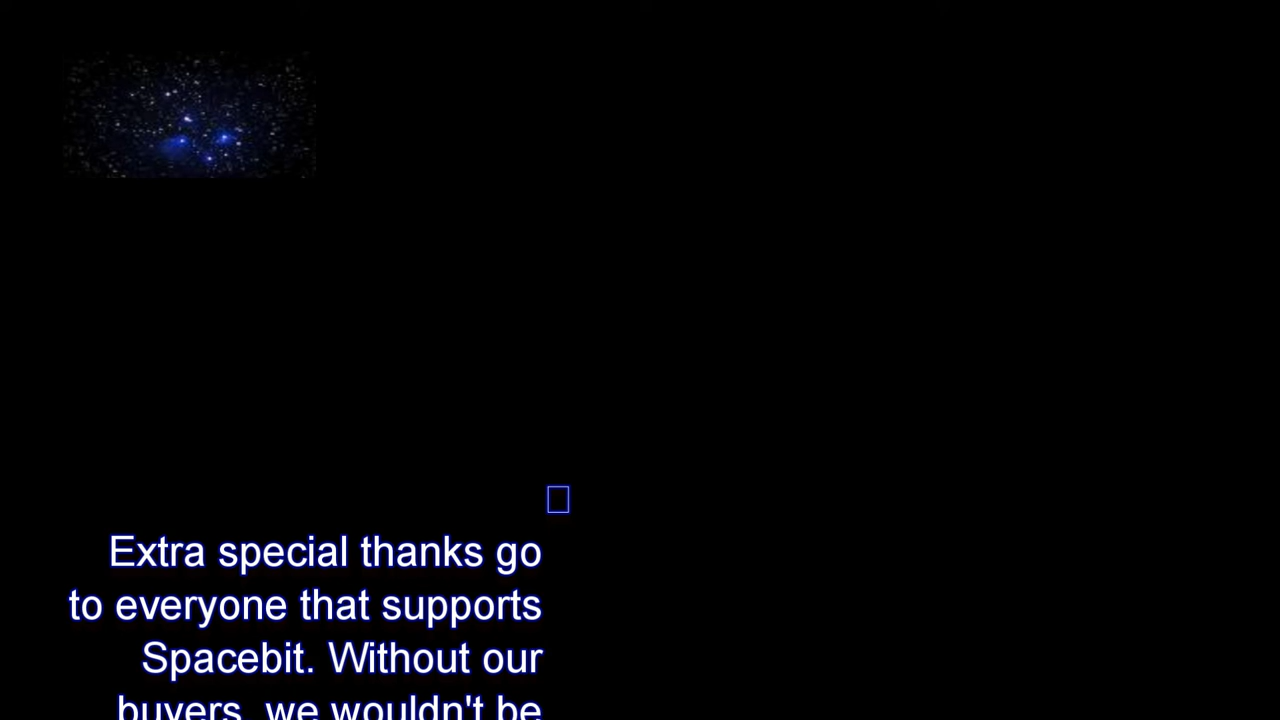 Extra special thanks go
to everyone that supports
Spacebit. Without our
buyers, we wouldn't be